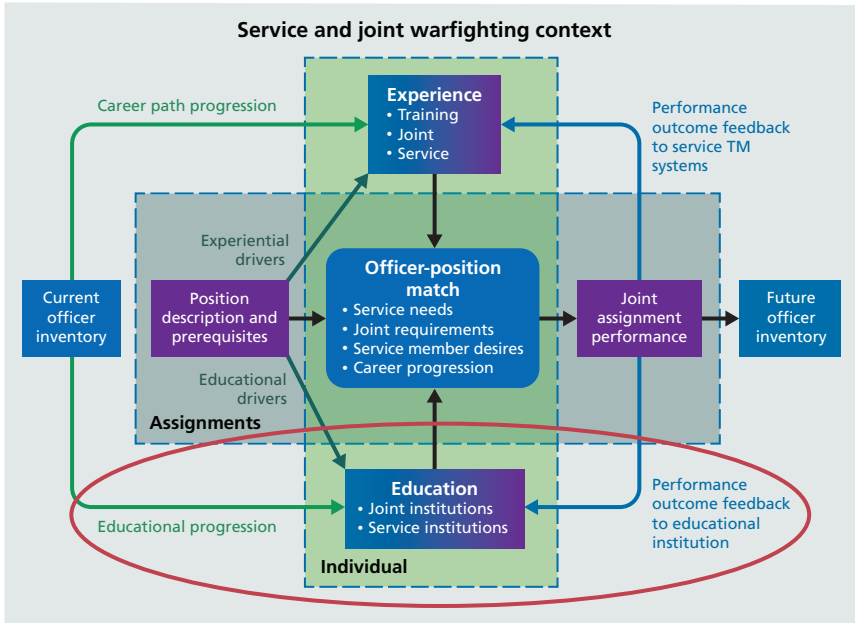 Service and joint warfighting context
Career path progression
Experience
• Training
• Joint
• Service
Performance
outcome feedback
to service TM
systems
Experiential
drivers
Current
officer
inventory
Position
description and
prerequisites
Officer-position
match
• Service needs
• Joint requirements
• Service member desires
• Career progression
Joint
assignment
performance
Future
officer
inventory
Educational
drivers
Assignments
Educational progression
Education
• Joint institutions
• Service institutions
Performance
outcome feedback
to educational
institution
Individual